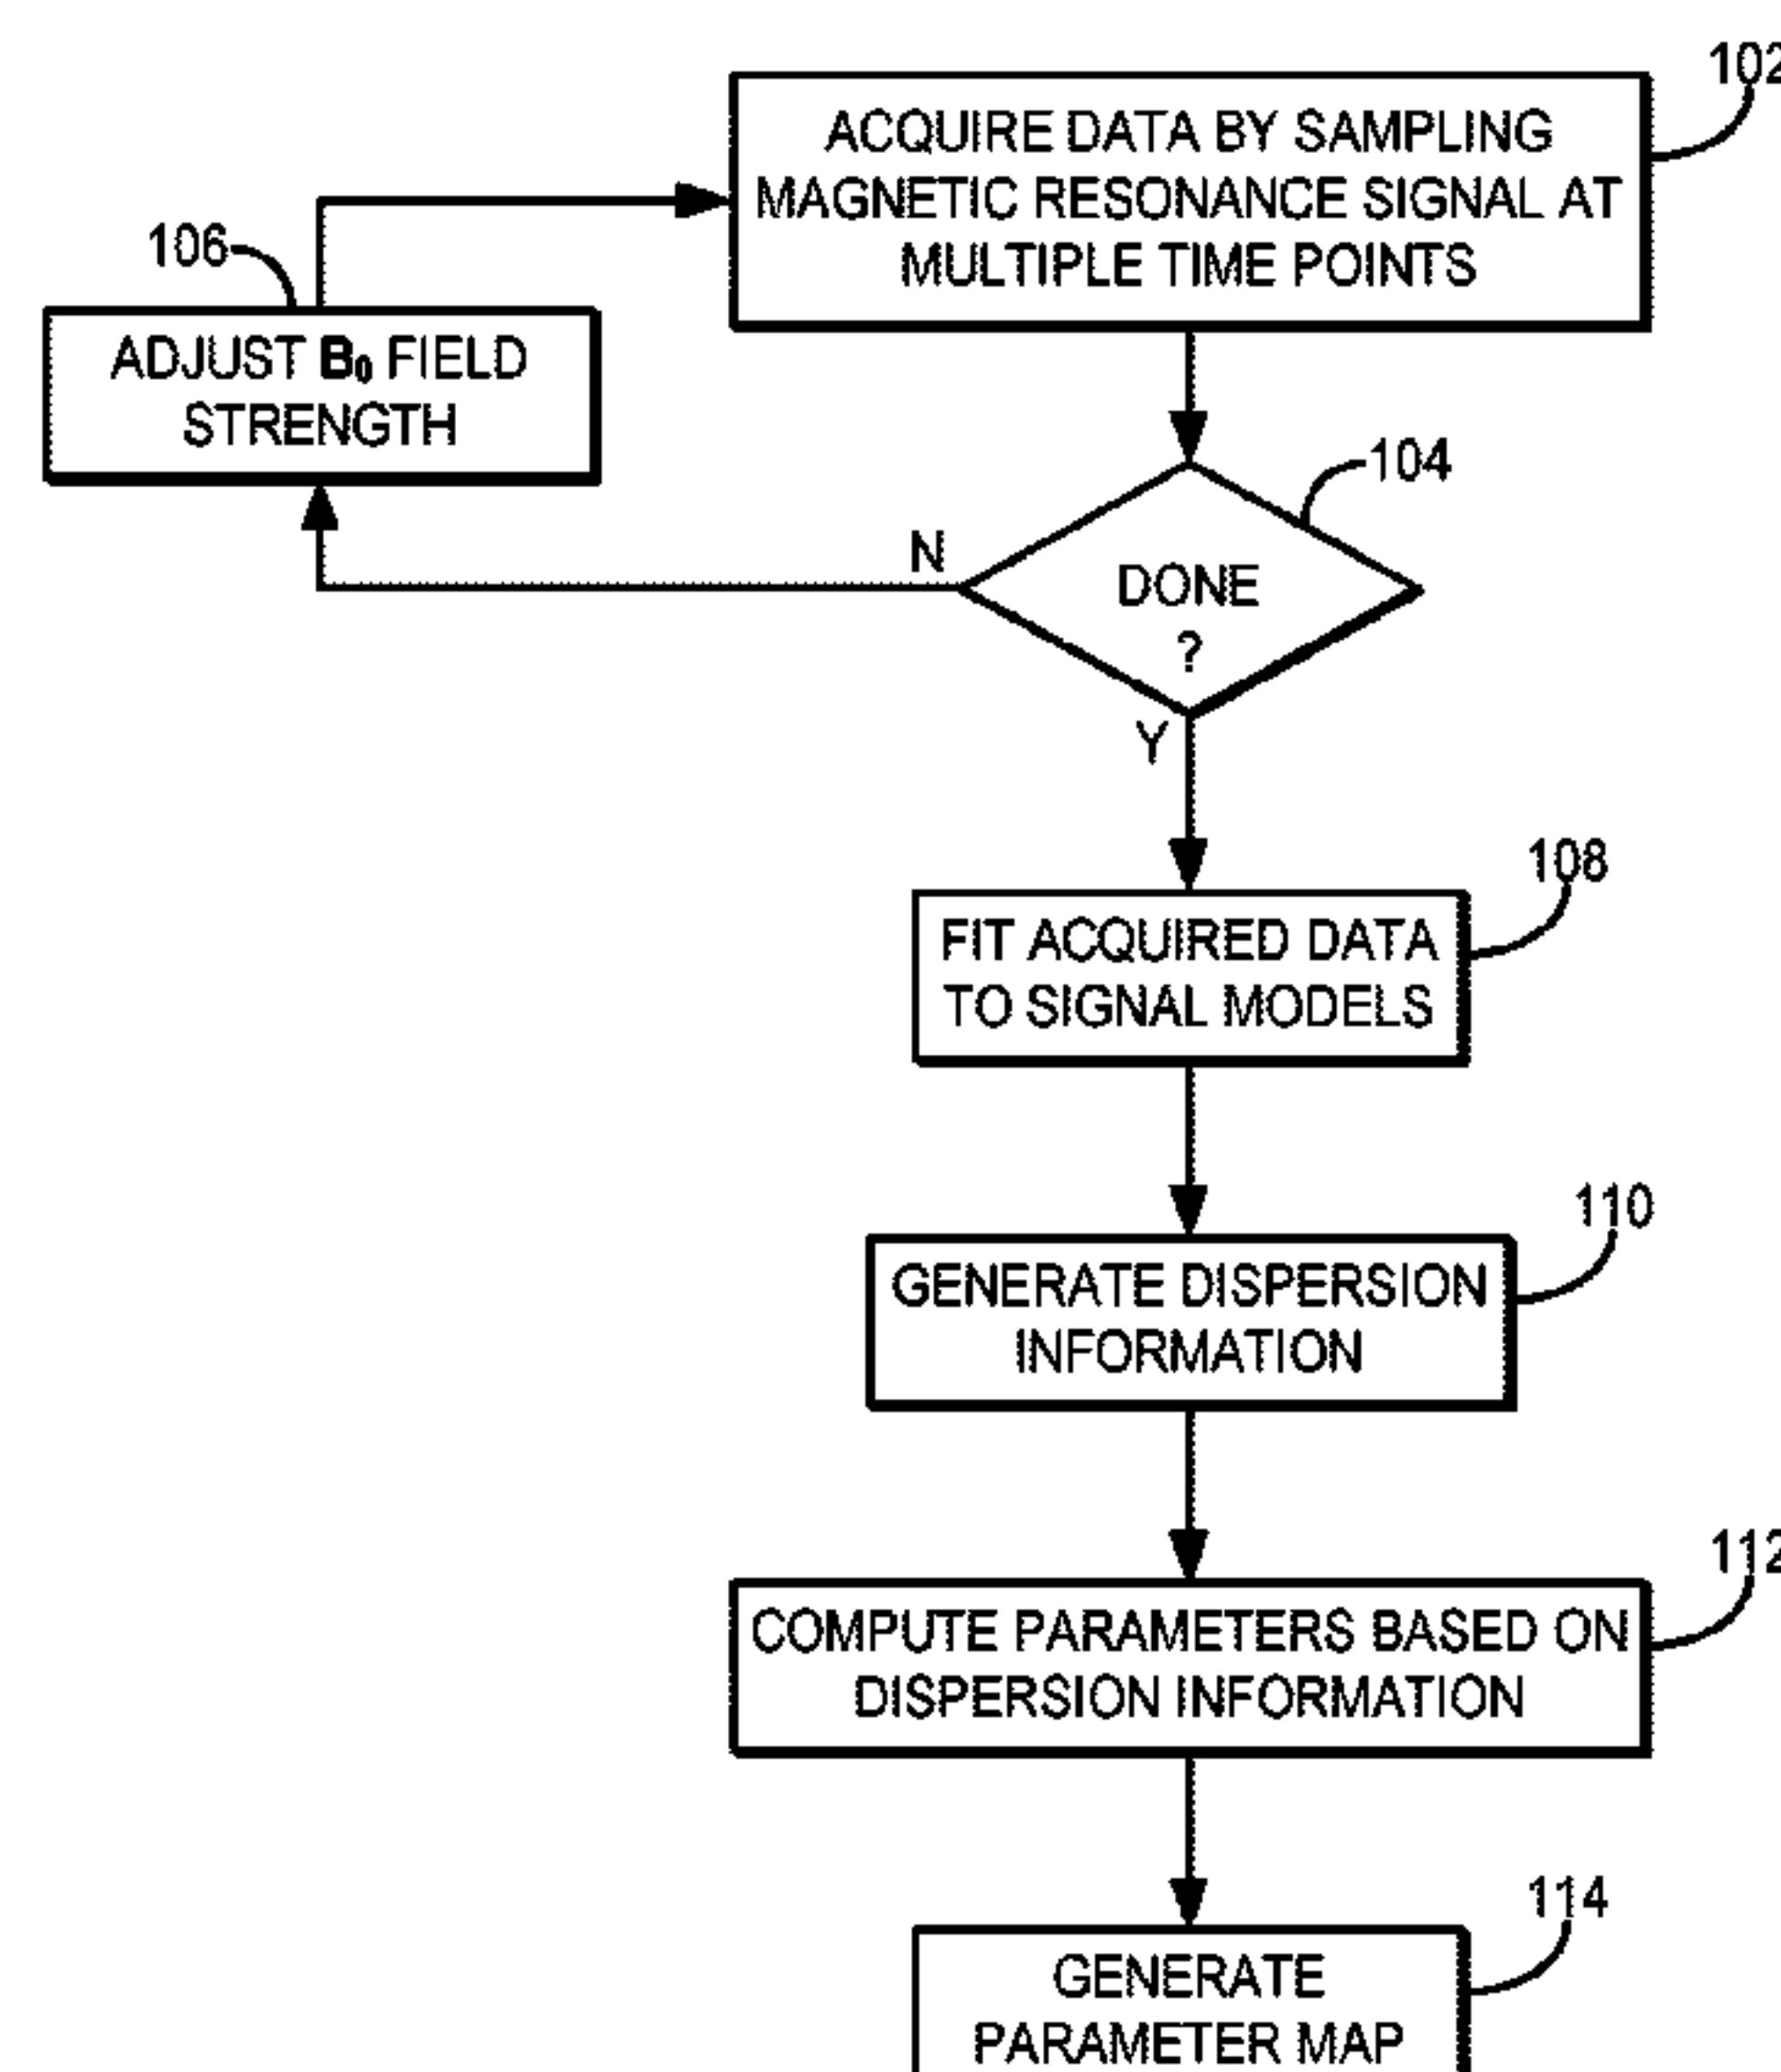 102
ACQUIRE DATA BY SAMPLING
MAGNETIC RESONANCE SIGNAL AT
MULTIPLE TIME POINTS
106
ADJUST B₀ FIELD
STRENGTH
104
N
DONE
?
Y
108
FIT ACQUIRED DATA
TO SIGNAL MODELS
110
GENERATE DISPERSION
INFORMATION
112
COMPUTE PARAMETERS BASED ON
DISPERSION INFORMATION
114
GENERATE
PARAMETER MAP